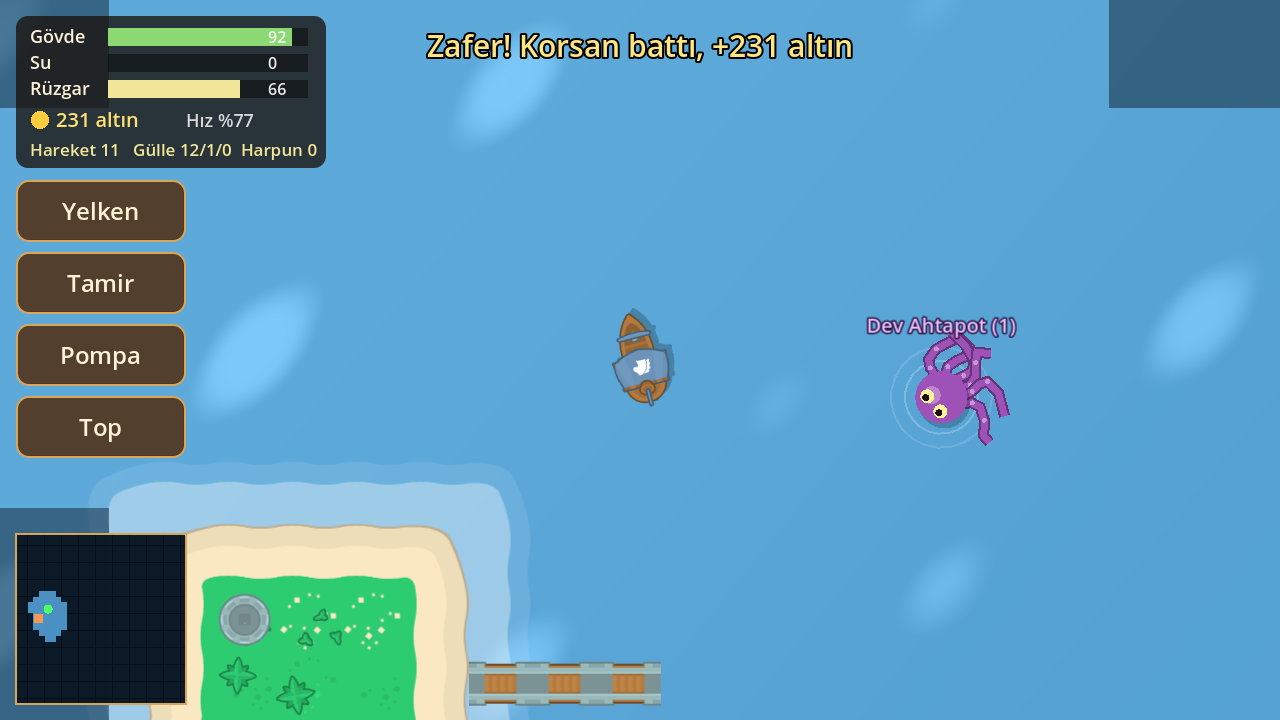 Zafer! Korsan battı, +231 altın
Gövde 92
Su 0
Rüzgar 66
231 altın Hız %77
Hareket 11 Gülle 12/1/0 Harpun 0
Yelken
Tamir
Pompa
Top
Dev Ahtapot (1)